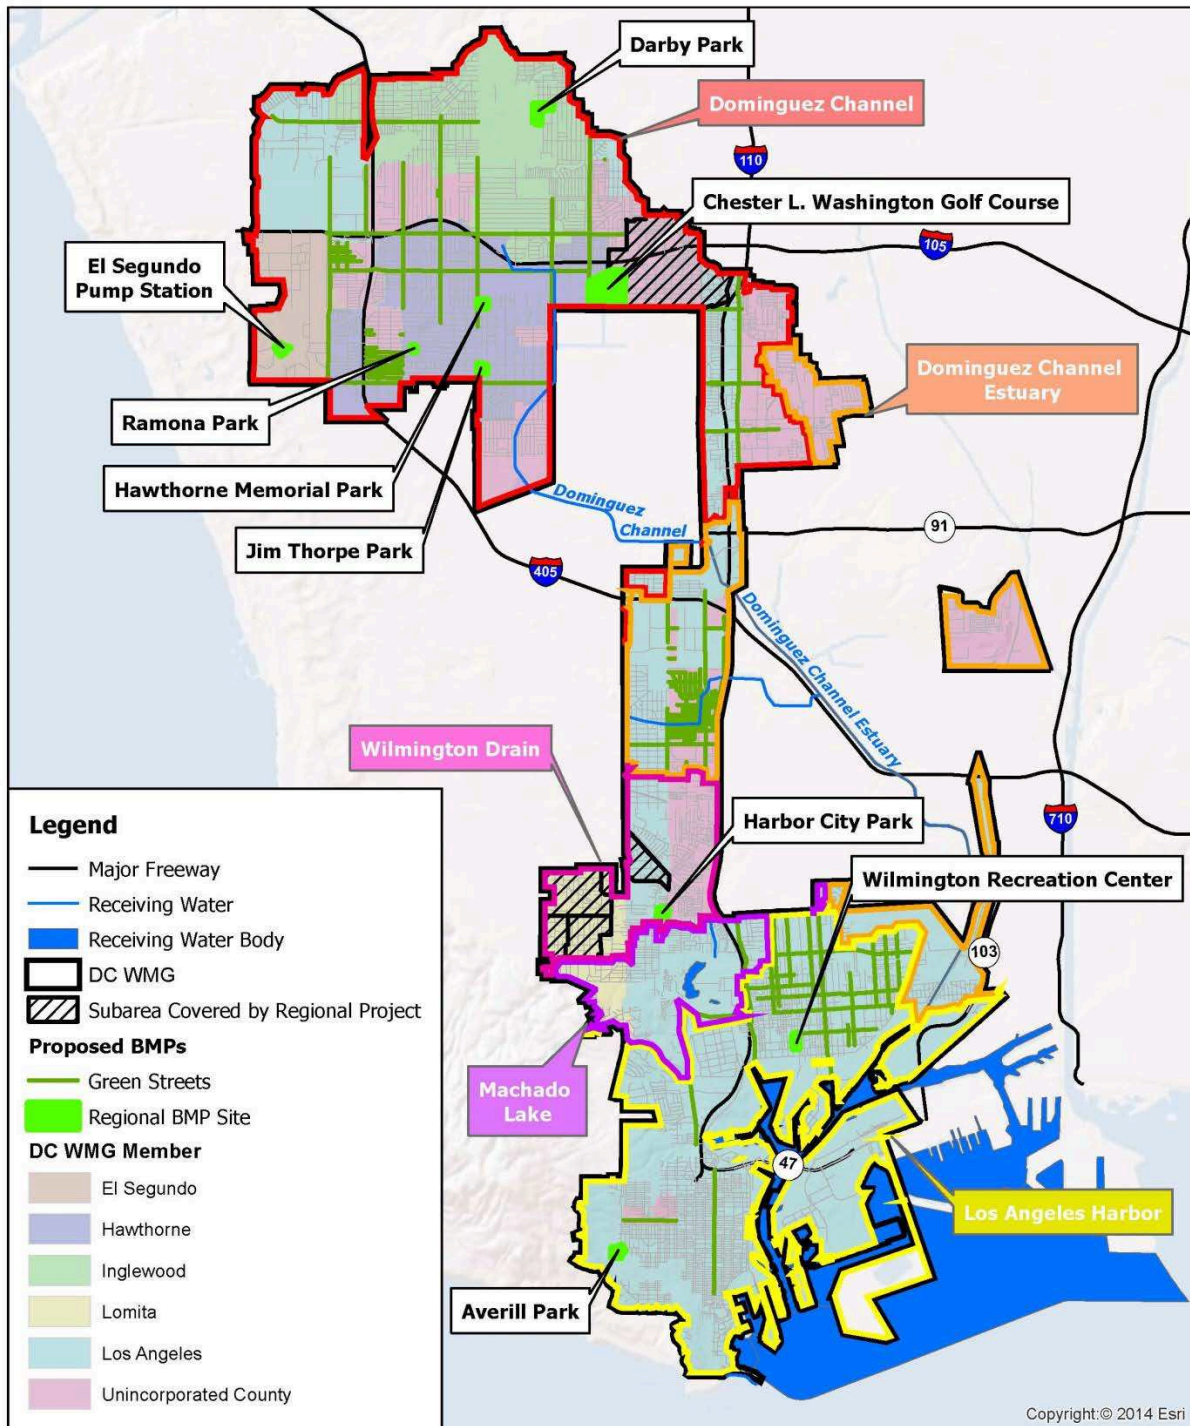 Darby Park
Dominguez Channel
110
Chester L. Washington Golf Course
105
El Segundo
Pump Station
Dominguez Channel
Estuary
Ramona Park
Hawthorne Memorial Park
Dominguez
Channel
91
Jim Thorpe Park
405
Dominguez Channel Estuary
Wilmington Drain
Harbor City Park
710
Wilmington Recreation Center
103
Machado
Lake
47
Los Angeles Harbor
Averill Park
Legend
Major Freeway
Receiving Water
Receiving Water Body
DC WMG
Subarea Covered by Regional Project
Proposed BMPs
Green Streets
Regional BMP Site
DC WMG Member
El Segundo
Hawthorne
Inglewood
Lomita
Los Angeles
Unincorporated County
Copyright:© 2014 Esri